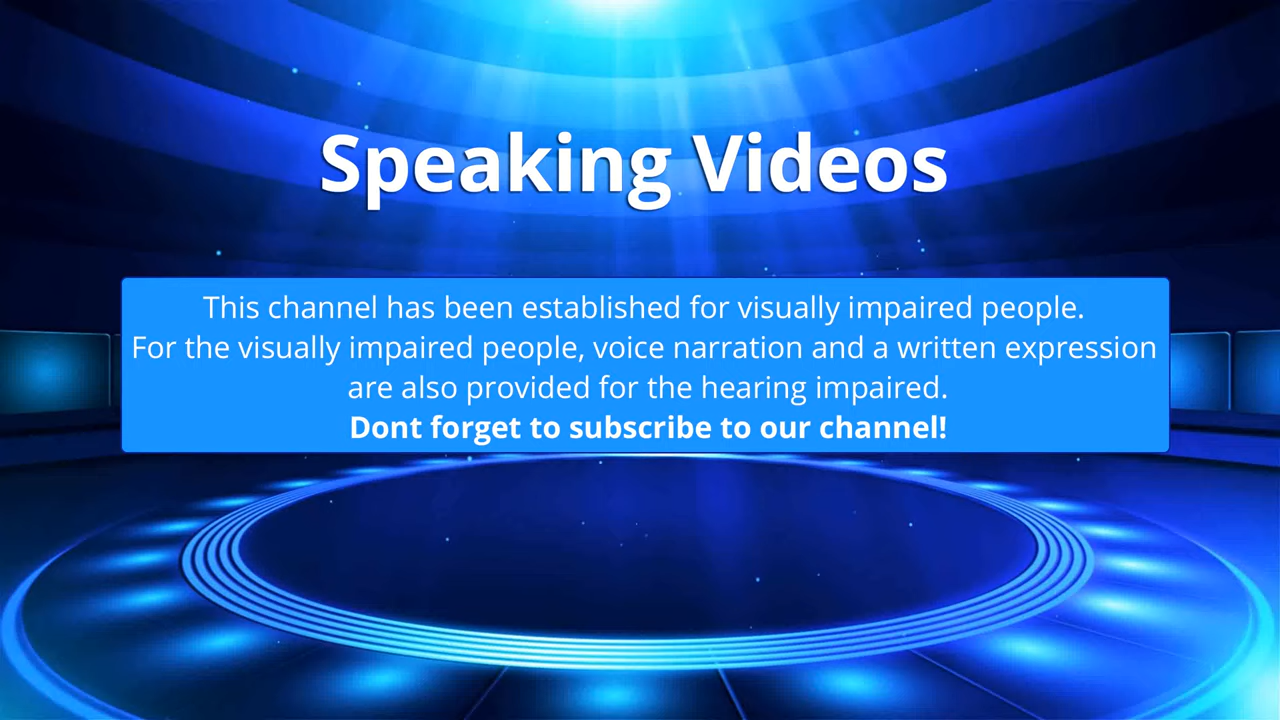 Speaking Videos
This channel has been established for visually impaired people.
For the visually impaired people, voice narration and a written expression
are also provided for the hearing impaired.
Dont forget to subscribe to our channel!